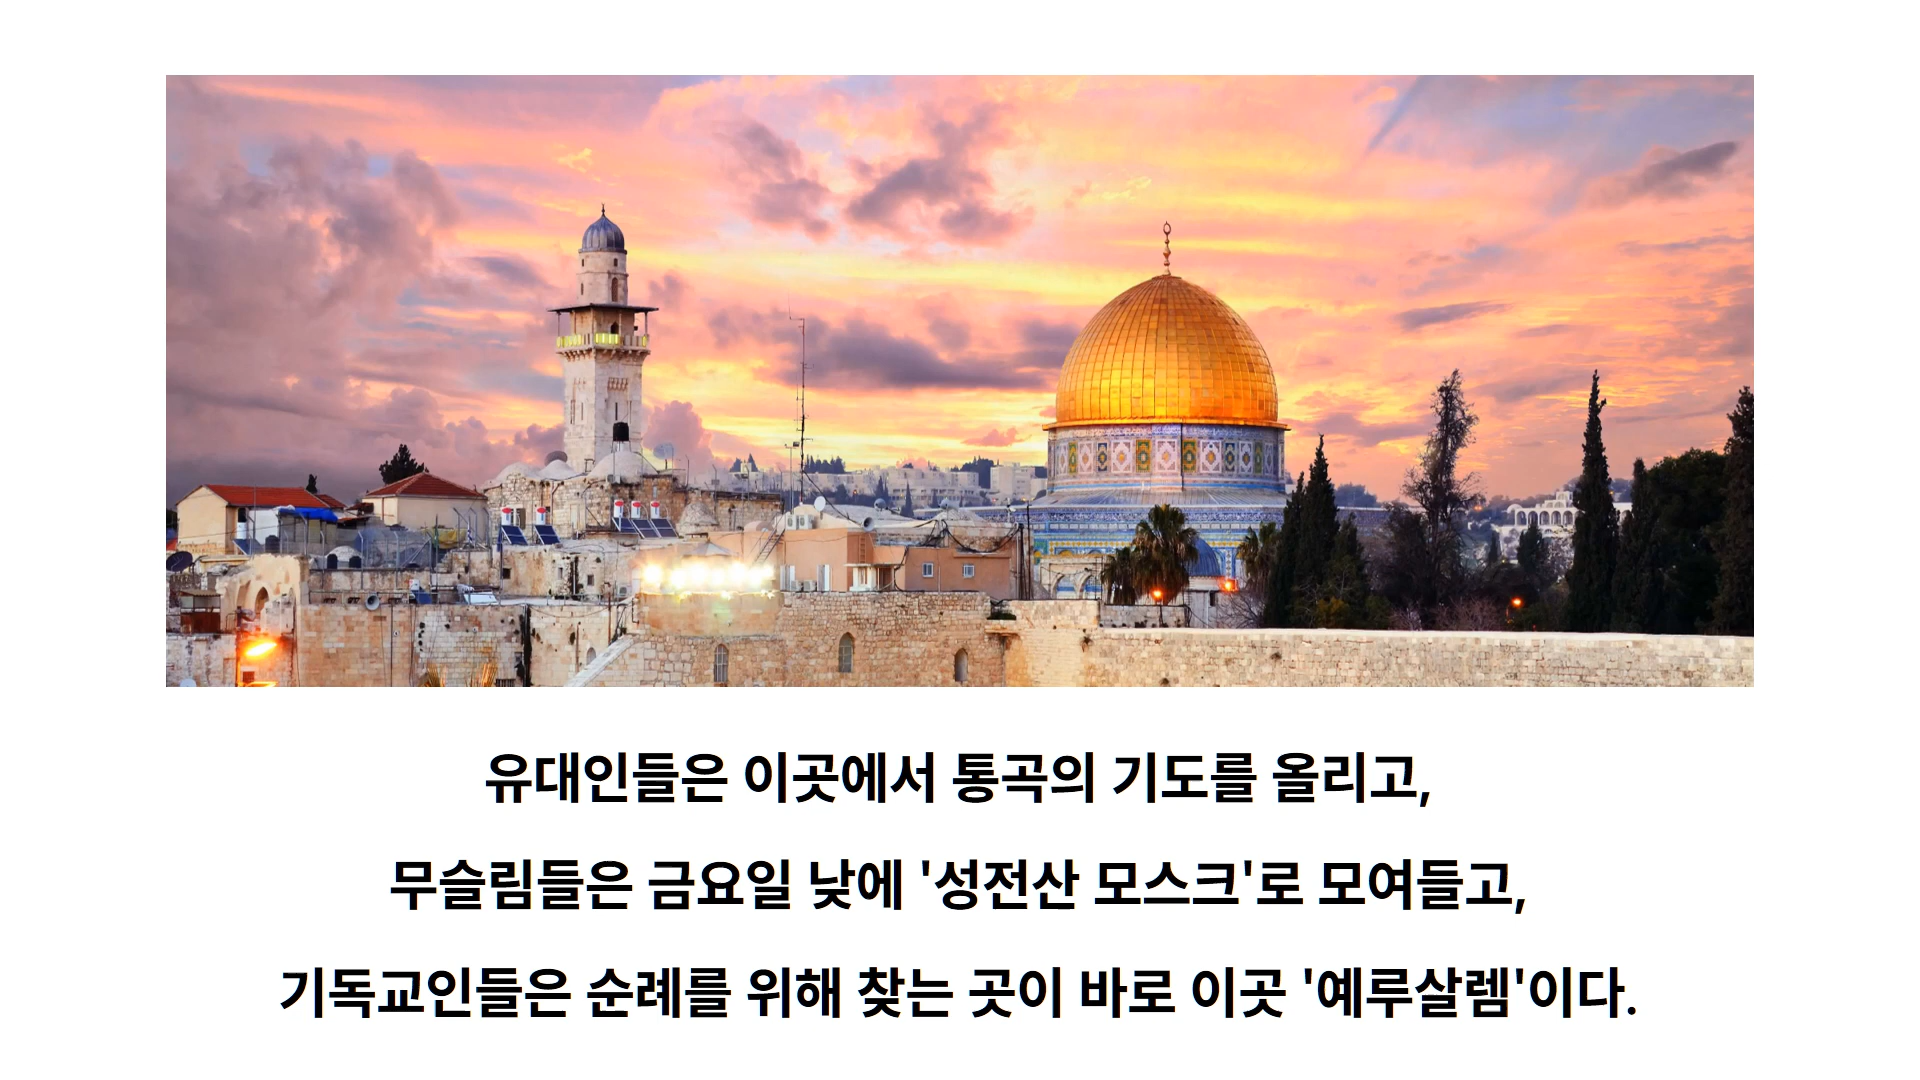 유대인들은 이곳에서 통곡의 기도를 올리고,
무슬림들은 금요일 낮에 '성전산 모스크'로 모여들고,
기독교인들은 순례를 위해 찾는 곳이 바로 이곳 '예루살렘'이다.